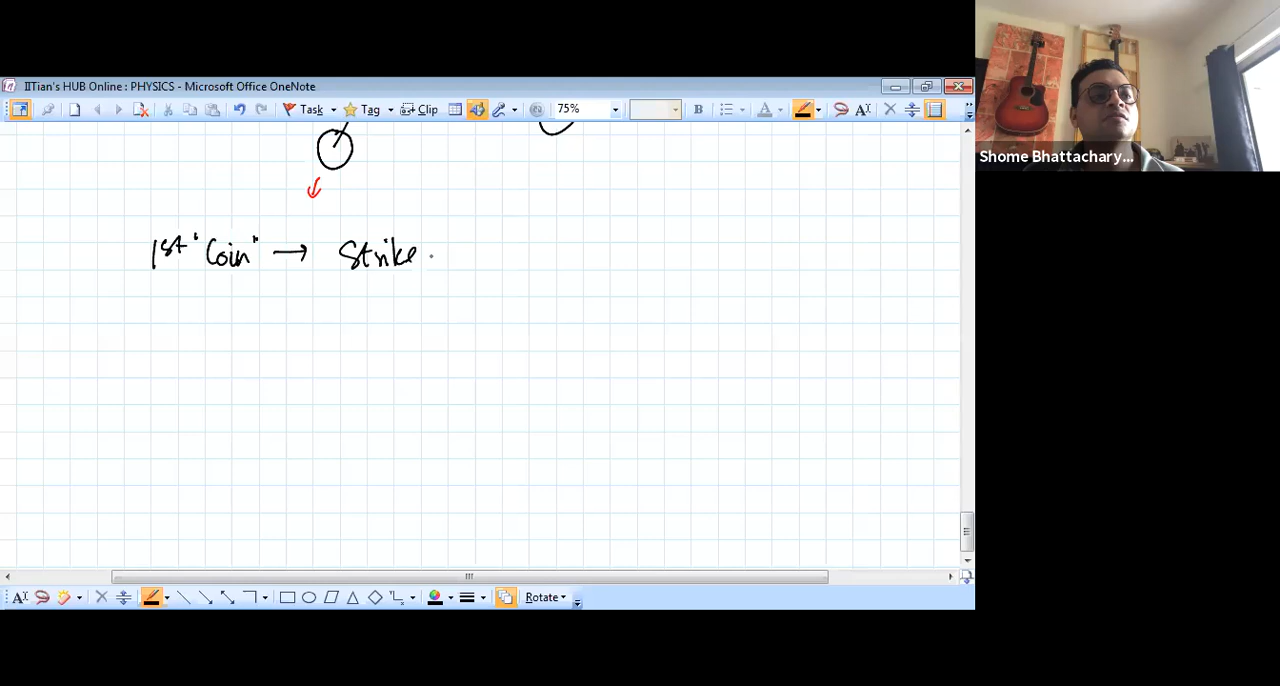 IITian's HUB Online : PHYSICS - Microsoft Office OneNote
Task Tag Clip 75% B A
Shome Bhattachary...
1st "Coin" → Strike
Rotate